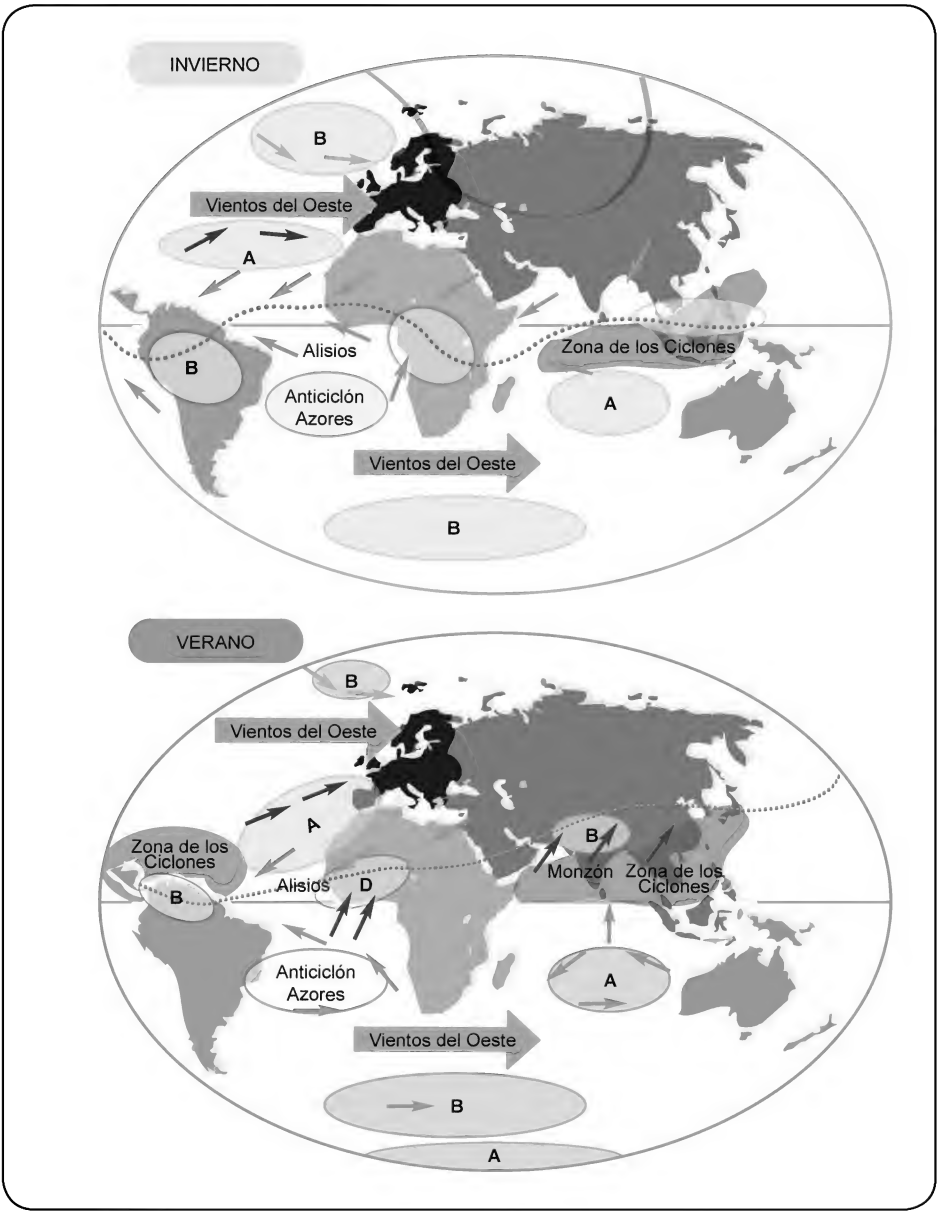 INVIERNO
B
Vientos del Oeste
A
B
Alisios
Zona de los Ciclones
Anticiclón
Azores
A
Vientos del Oeste
B
VERANO
B
Vientos del Oeste
A
Zona de los
Ciclones
B
Alisios
D
B
Monzón
Zona de los
Ciclones
Anticiclón
Azores
A
Vientos del Oeste
B
A